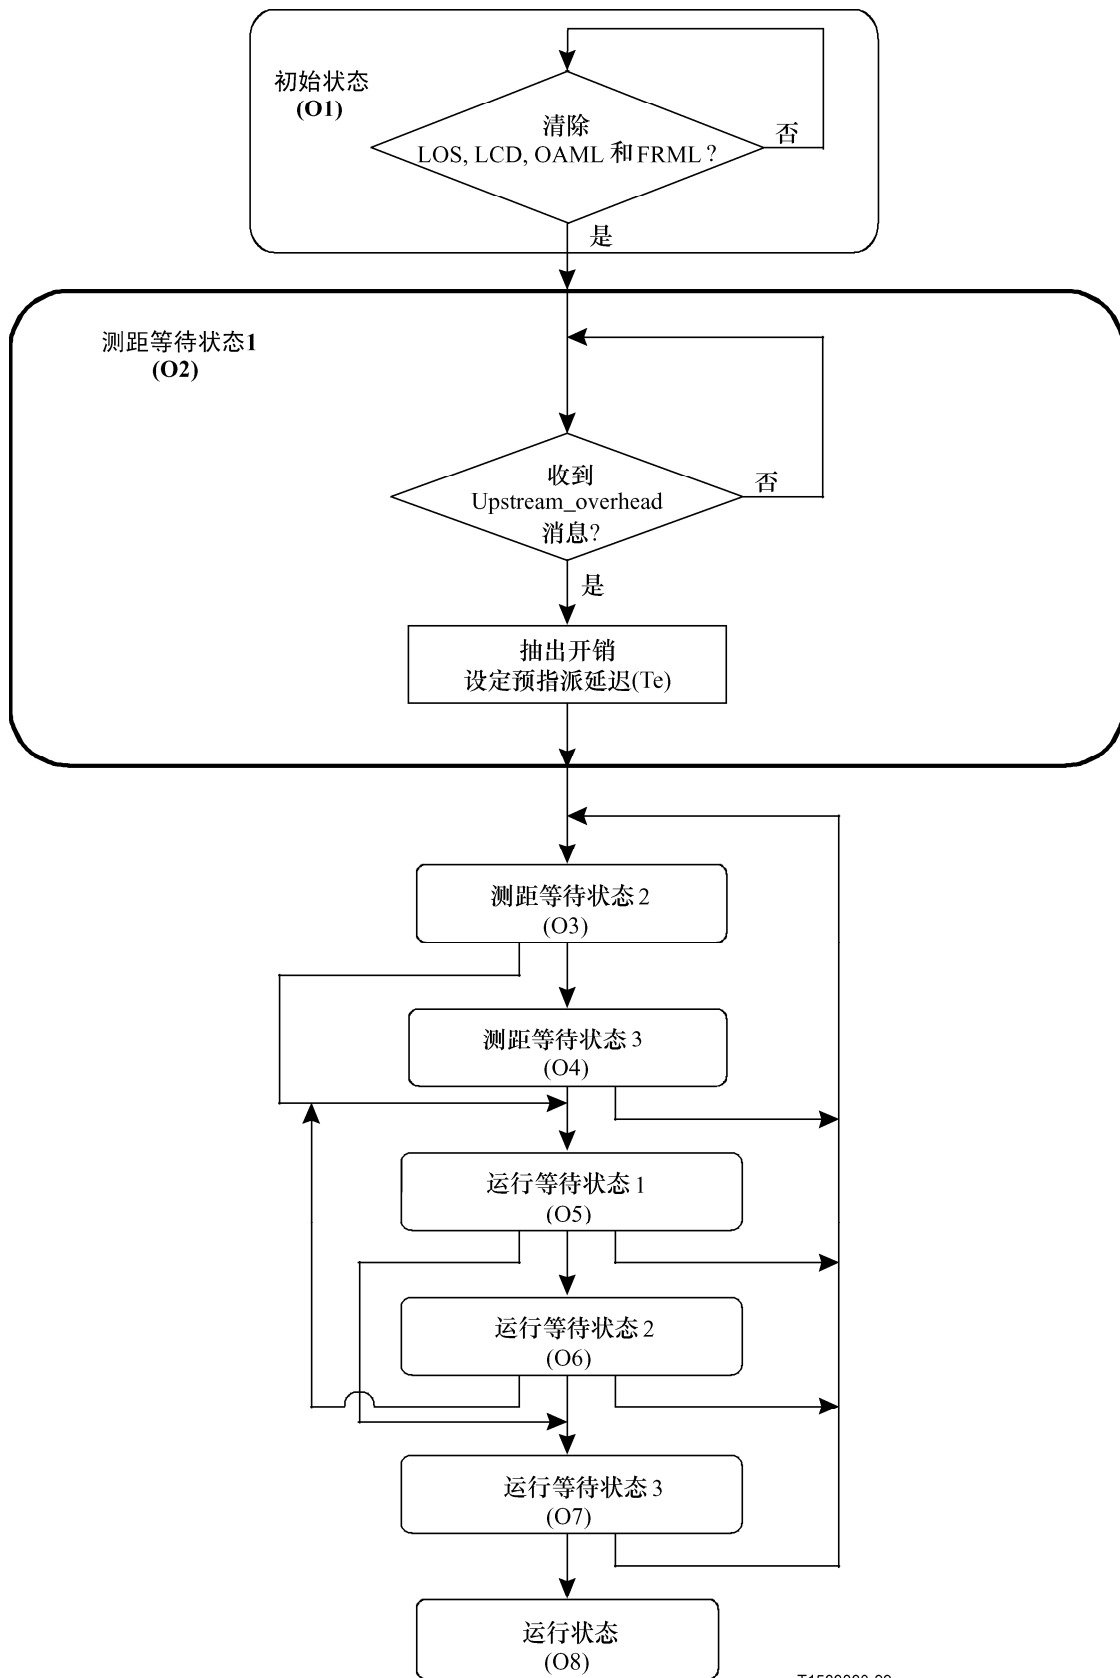 初始状态
(O1)
清除
LOS, LCD, OAML 和FRML？
否
是
测距等待状态1
(O2)
收到
Upstream_overhead
消息?
否
是
抽出开销
设定预指派延迟(Te)
测距等待状态2
(O3)
测距等待状态3
(O4)
运行等待状态1
(O5)
运行等待状态2
(O6)
运行等待状态3
(O7)
运行状态
(O8)